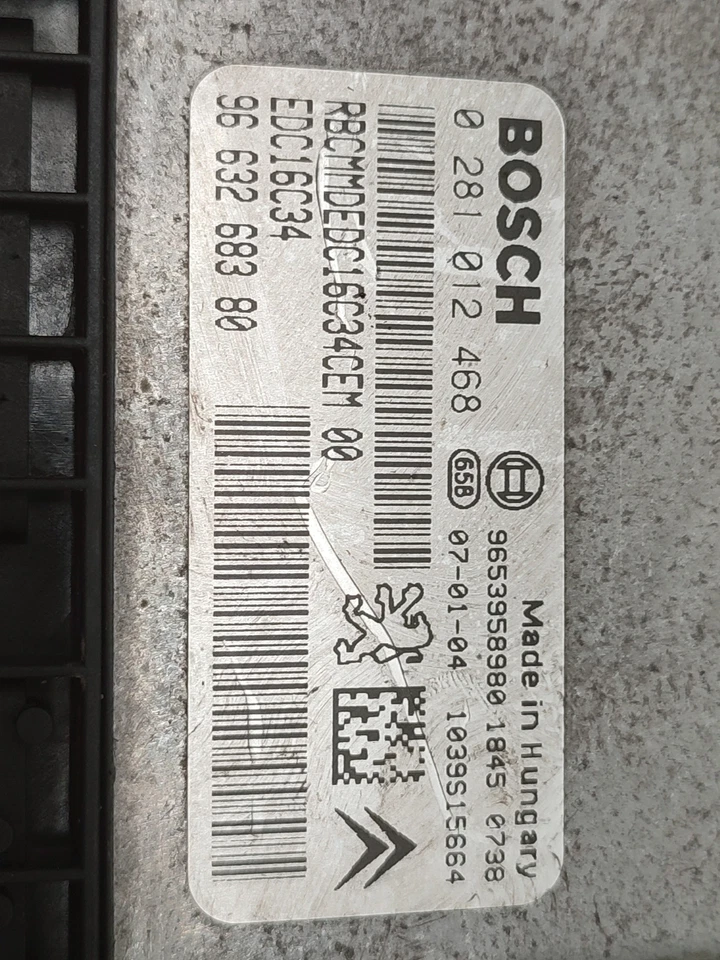 BOSCH
Made in Hungary
9653958980 1845 0738
0 281 012 468
65B
07-01-04 1039S15664
RBCMMDEDC16C34CEM 00
EDC16C34
96 632 683 80